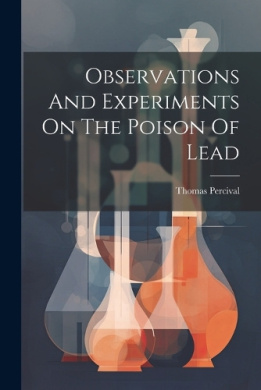 Observations
And Experiments
On The Poison Of
Lead
Thomas Percival